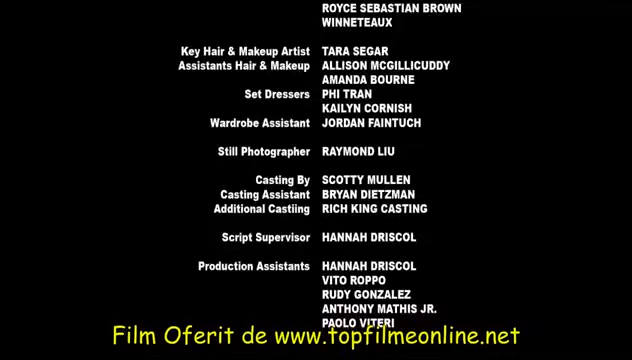 ROYCE SEBASTIAN BROWN
WINNETEAUX
Key Hair & Makeup Artist TARA SEGAR
Assistants Hair & Makeup ALLISON MCGILLICUDDY
AMANDA BOURNE
Set Dressers PHI TRAN
KAILYN CORNISH
Wardrobe Assistant JORDAN FAINTUCH
Still Photographer RAYMOND LIU
Casting By SCOTTY MULLEN
Casting Assistant BRYAN DIETZMAN
Additional Castiing RICH KING CASTING
Script Supervisor HANNAH DRISCOL
Production Assistants HANNAH DRISCOL
VITO ROPPO
RUDY GONZALEZ
ANTHONY MATHIS JR.
PAOLO VITERI
Film Oferit de www.topfilmeonline.net